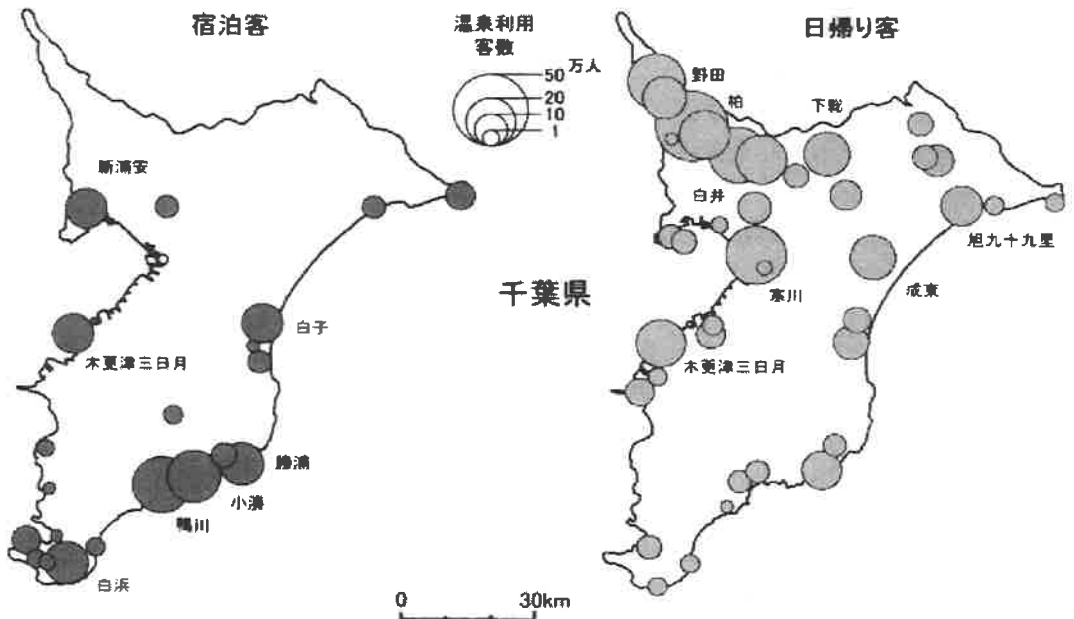 宿泊客
温泉利用
客数
50万人
20
10
1
日帰り客
野田
柏
下総
新浦安
白井
旭九十九里
千葉県
寒川
成東
白子
木更津三日月
木更津三日月
勝浦
小湊
鴨川
白浜
0 30km